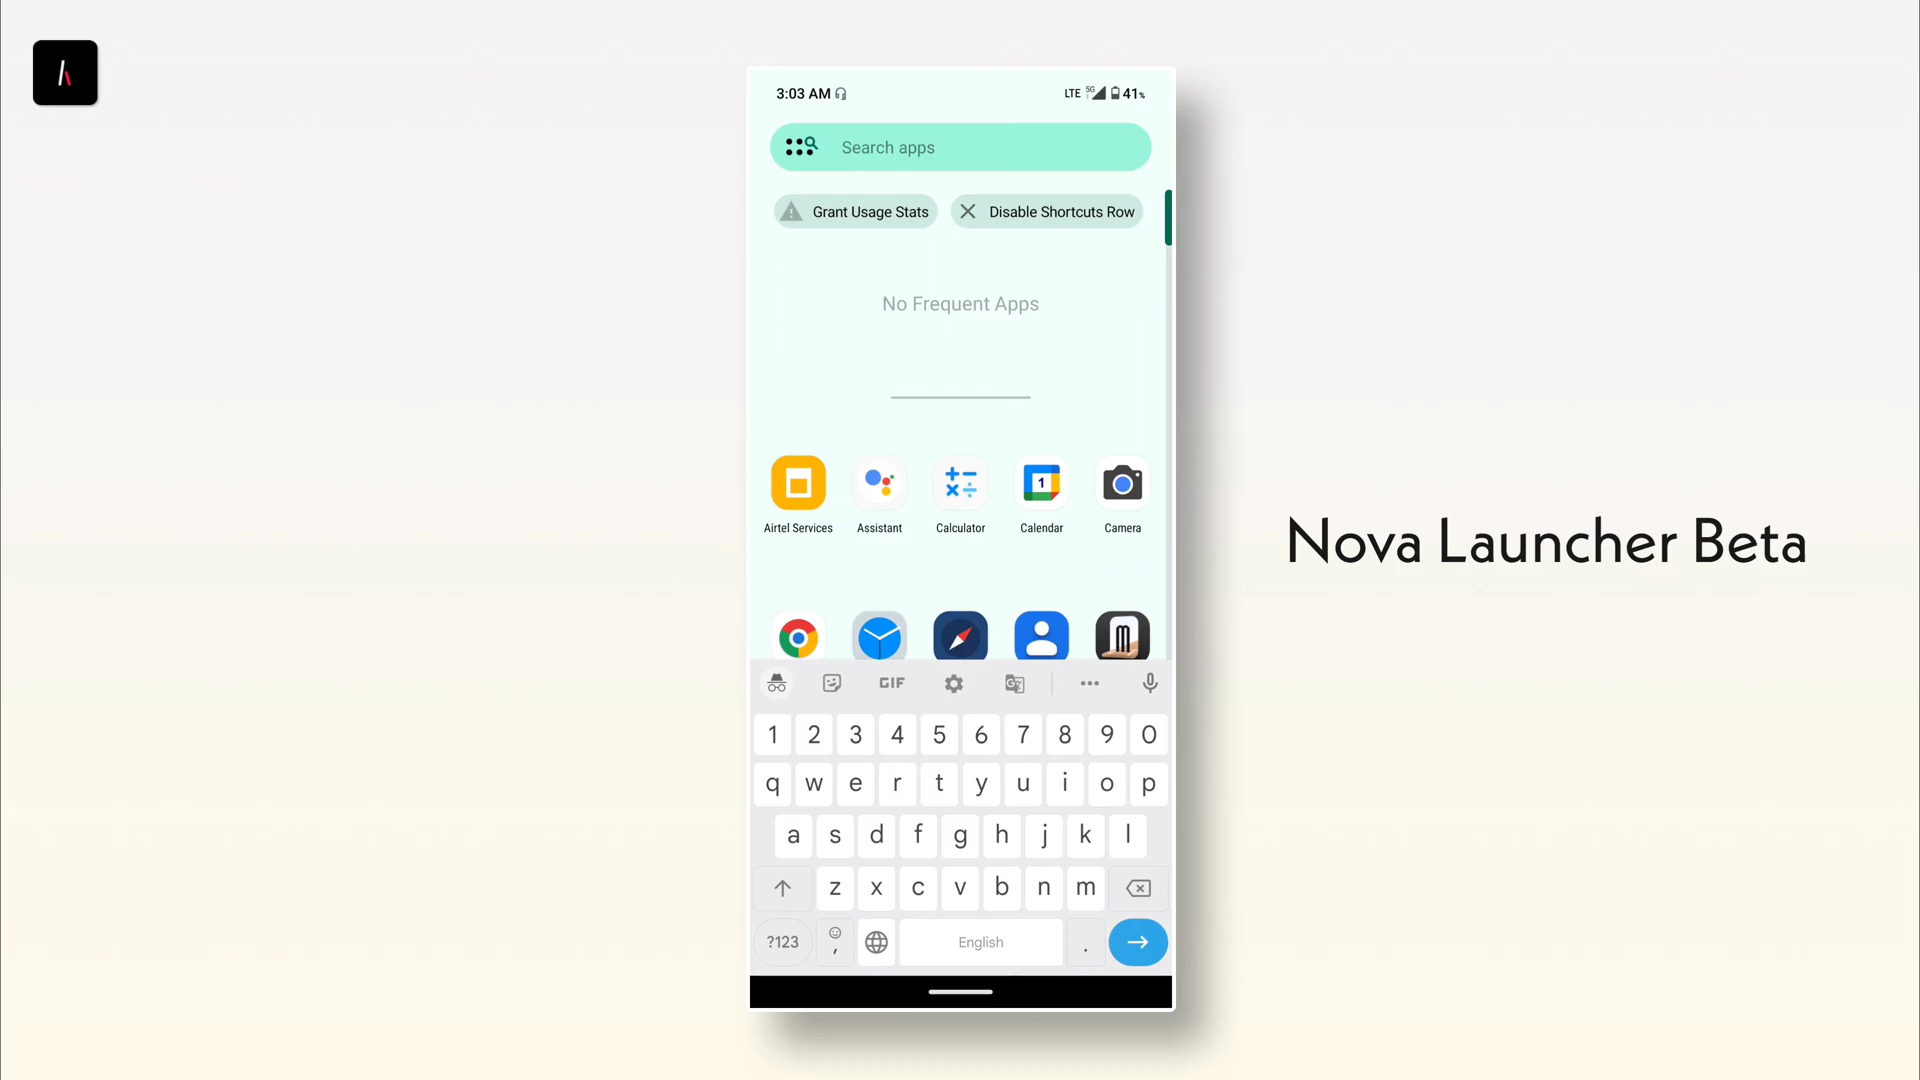 3:03 AM
LTE 5G 41%
Search apps
Grant Usage Stats
Disable Shortcuts Row
No Frequent Apps
1
Airtel Services Assistant Calculator Calendar Camera
Nova Launcher Beta
GIF
1 2 3 4 5 6 7 8 9 0
q w e r t y u i o p
a s d f g h j k l
z x c v b n m
?123 , English .